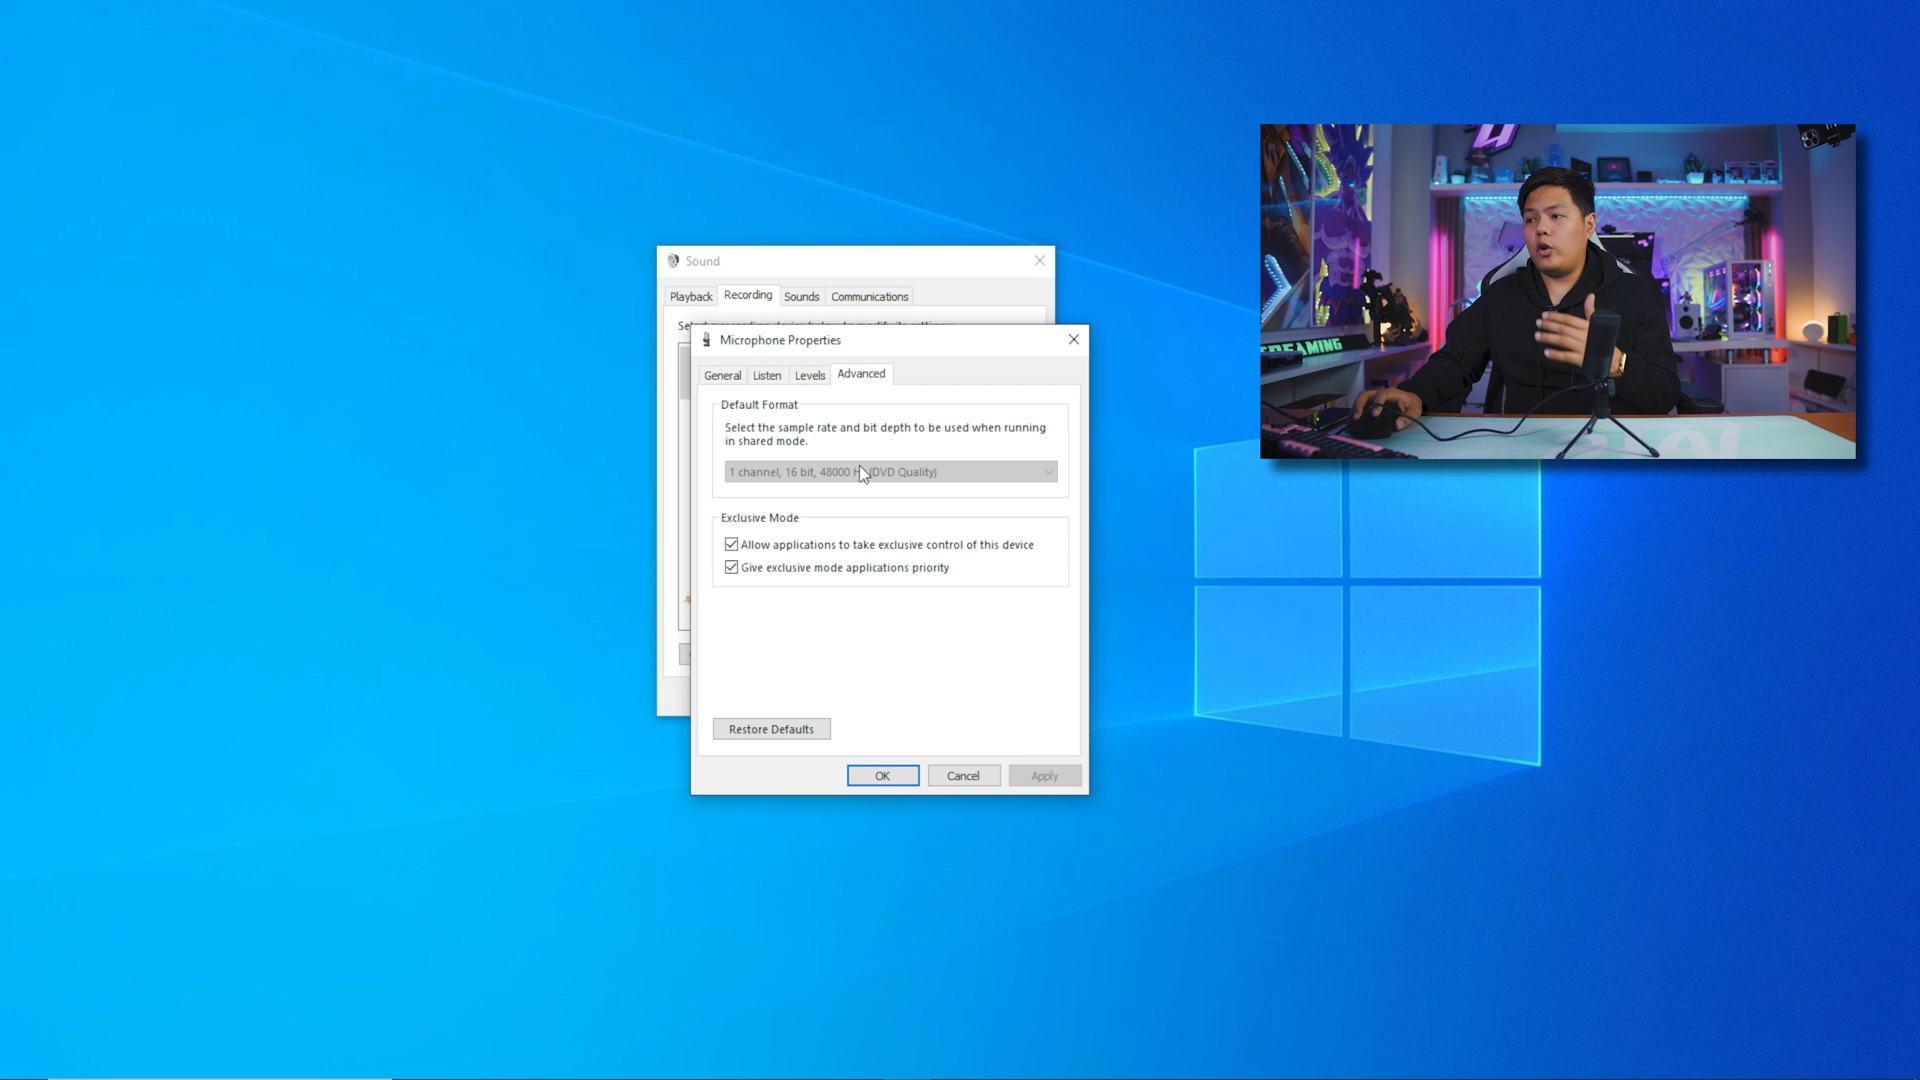 Sound
Playback
Recording
Sounds
Communications
Microphone Properties
General
Listen
Levels
Advanced
Default Format
Select the sample rate and bit depth to be used when running
in shared mode.
1 channel, 16 bit, 48000 (DVD Quality)
Exclusive Mode
Allow applications to take exclusive control of this device
Give exclusive mode applications priority
Restore Defaults
OK
Cancel
Apply